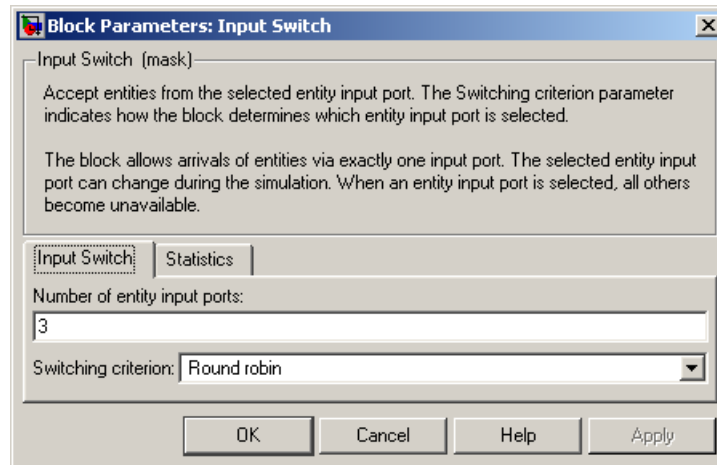 Block Parameters: Input Switch
Input Switch (mask)
Accept entities from the selected entity input port. The Switching criterion parameter
indicates how the block determines which entity input port is selected.
The block allows arrivals of entities via exactly one input port. The selected entity input
port can change during the simulation. When an entity input port is selected, all others
become unavailable.
Input Switch Statistics
Number of entity input ports:
3
Switching criterion: Round robin
OK Cancel Help Apply